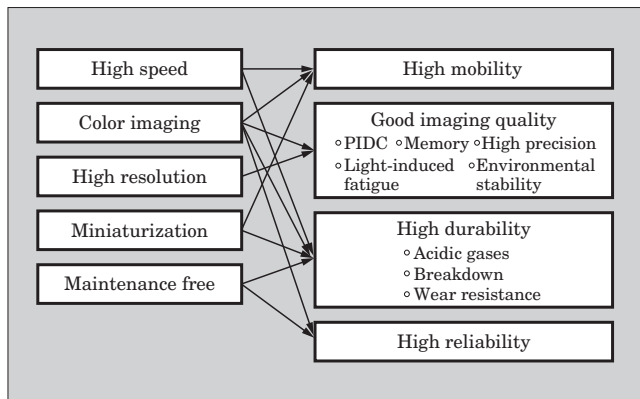 High speed
Color imaging
High resolution
Miniaturization
Maintenance free
High mobility
Good imaging quality
◦PIDC ◦Memory ◦High precision
◦Light-induced ◦Environmental
fatigue stability
High durability
◦Acidic gases
◦Breakdown
◦Wear resistance
High reliability